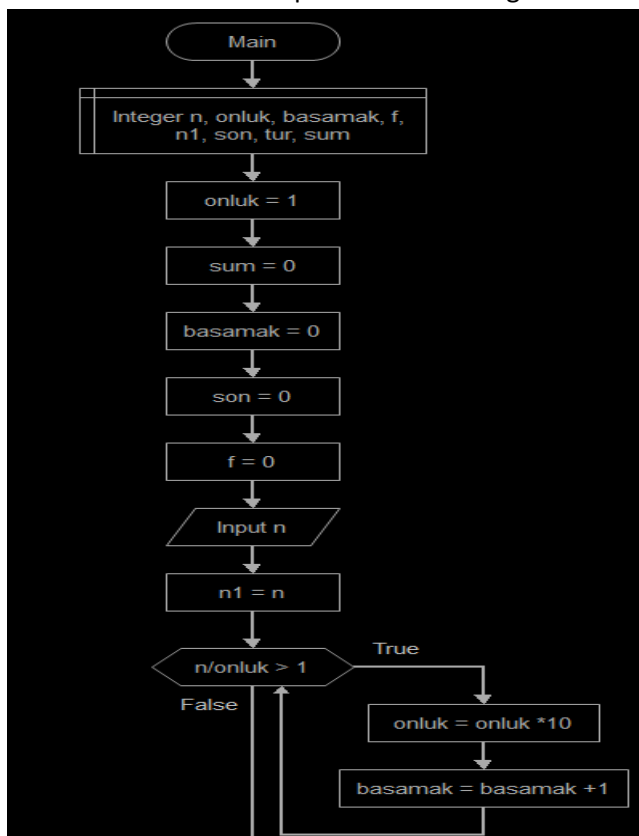 Main
Integer n, onluk, basamak, f,
n1, son, tur, sum
onluk = 1
sum = 0
basamak = 0
son = 0
f = 0
Input n
n1 = n
n/onluk > 1
True
False
onluk = onluk *10
basamak = basamak +1